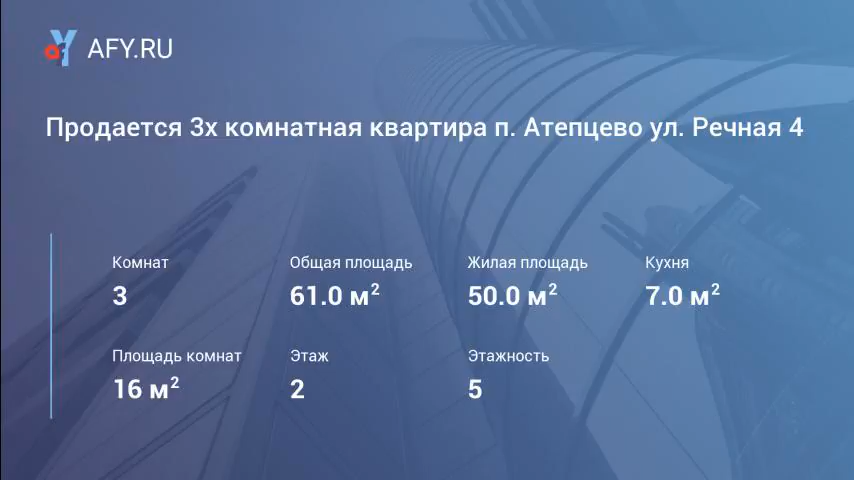 AFY.RU
Продается 3х комнатная квартира п. Атепцево ул. Речная 4
Комнат
3
Общая площадь
61.0 м²
Жилая площадь
50.0 м²
Кухня
7.0 м²
Площадь комнат
16 м²
Этаж
2
Этажность
5